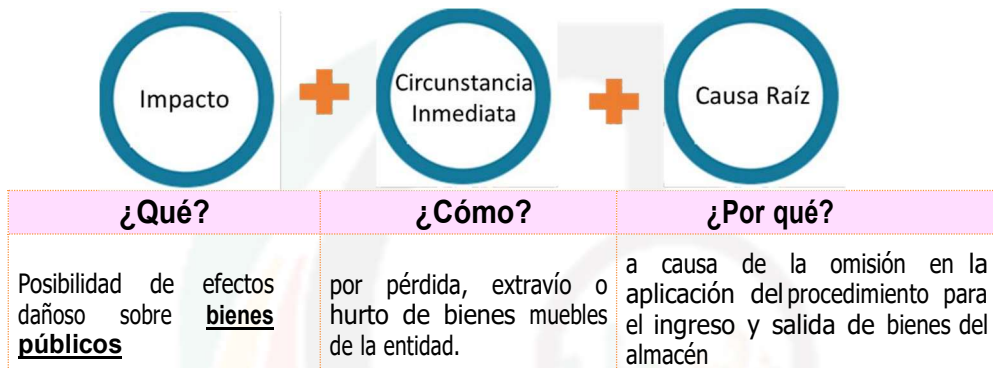 Impacto
Circunstancia
Inmediata
Causa Raíz
¿Qué?
¿Cómo?
¿Por qué?
Posibilidad de efectos
dañoso sobre bienes
públicos
por pérdida, extravío o
hurto de bienes muebles
de la entidad.
a causa de la omisión en la
aplicación del procedimiento para
el ingreso y salida de bienes del
almacén